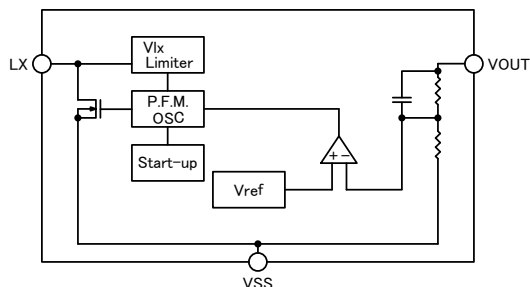 Vlx
Limiter
LX
VOUT
P.F.M.
OSC
Start-up
+-
Vref
VSS